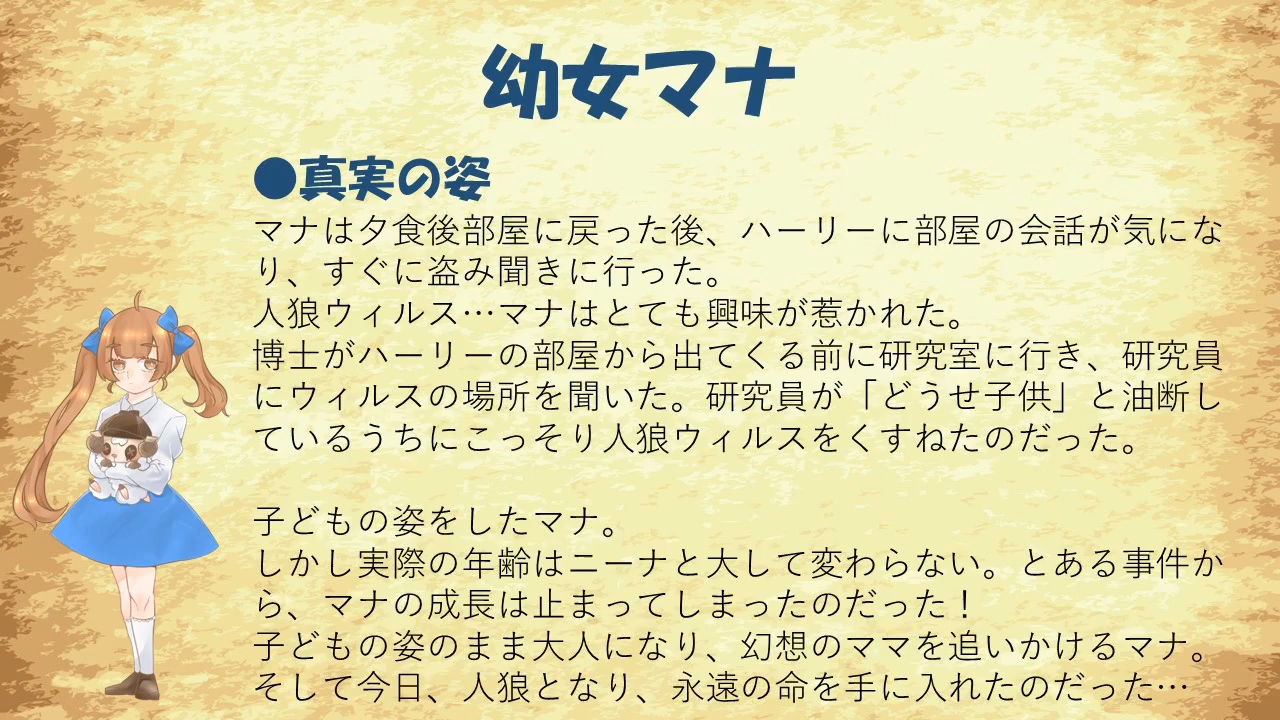 幼女マナ
●真実の姿
マナは夕食後部屋に戻った後、ハーリーに部屋の会話が気にな
り、すぐに盗み聞きに行った。
人狼ウィルス…マナはとても興味が惹かれた。
博士がハーリーの部屋から出てくる前に研究室に行き、研究員
にウィルスの場所を聞いた。研究員が「どうせ子供」と油断し
ているうちにこっそり人狼ウィルスをくすねたのだった。
子どもの姿をしたマナ。
しかし実際の年齢はニーナと大して変わらない。とある事件か
ら、マナの成長は止まってしまったのだった！
子どもの姿のまま大人になり、幻想のママを追いかけるマナ。
そして今日、人狼となり、永遠の命を手に入れたのだった…